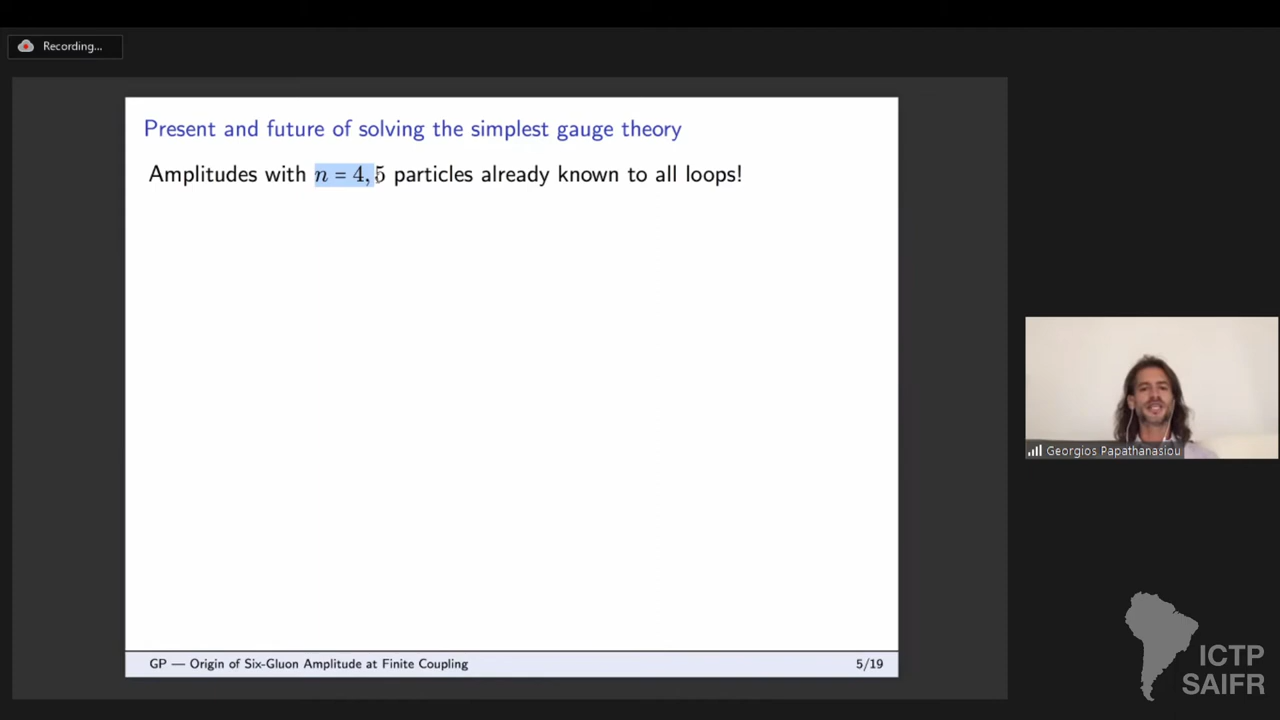 Recording...
Present and future of solving the simplest gauge theory
Amplitudes with n = 4, 5 particles already known to all loops!
Georgios Papathanasiou
GP — Origin of Six-Gluon Amplitude at Finite Coupling
5/19
ICTP
SAIFR